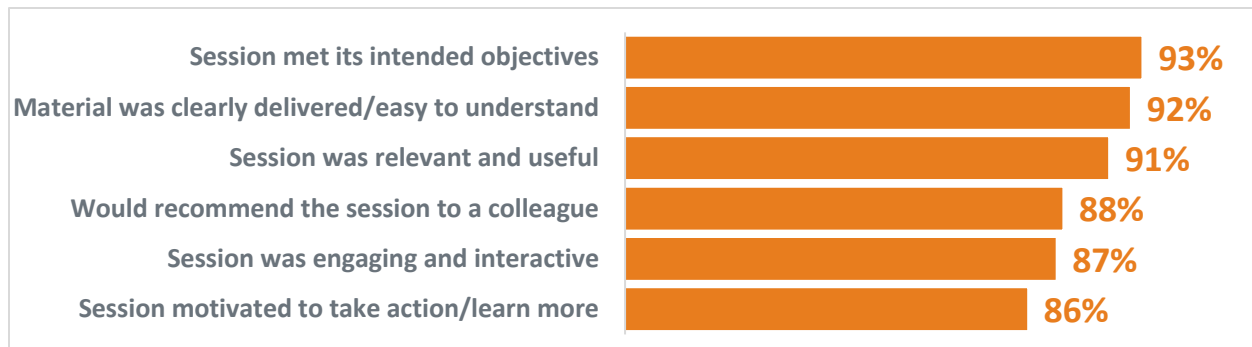 Session met its intended objectives 93%
Material was clearly delivered/easy to understand 92%
Session was relevant and useful 91%
Would recommend the session to a colleague 88%
Session was engaging and interactive 87%
Session motivated to take action/learn more 86%